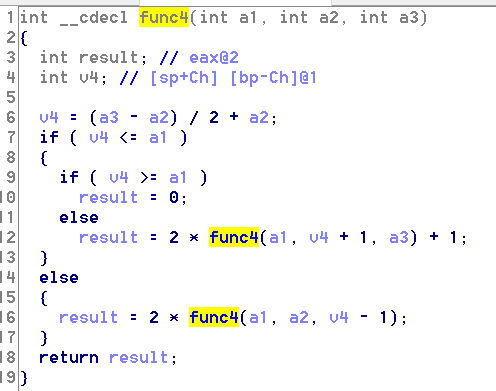 1 int __cdecl func4(int a1, int a2, int a3)
2 {
3 int result; // eax@2
4 int v4; // [sp+Ch] [bp-Ch]@1
5
6 v4 = (a3 - a2) / 2 + a2;
7 if ( v4 <= a1 )
8 {
9 if ( v4 >= a1 )
10 result = 0;
11 else
12 result = 2 * func4(a1, v4 + 1, a3) + 1;
13 }
14 else
15 {
16 result = 2 * func4(a1, a2, v4 - 1);
17 }
18 return result;
19 }